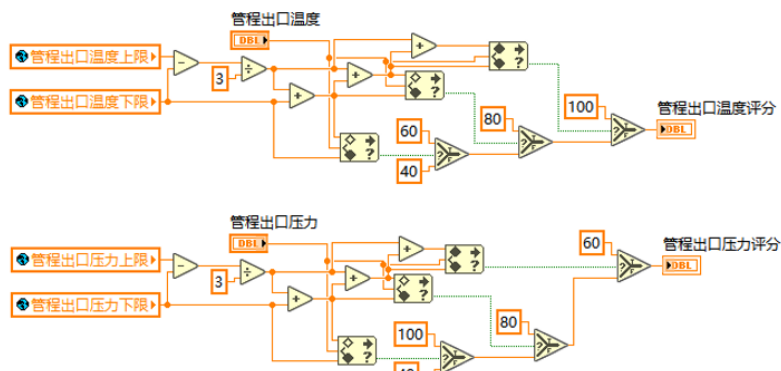 管程出口温度
DBL
管程出口温度上限
3
管程出口温度下限
60
80
100
管程出口温度评分
DBL
40
管程出口压力
DBL
管程出口压力上限
3
管程出口压力下限
60
管程出口压力评分
DBL
100
80